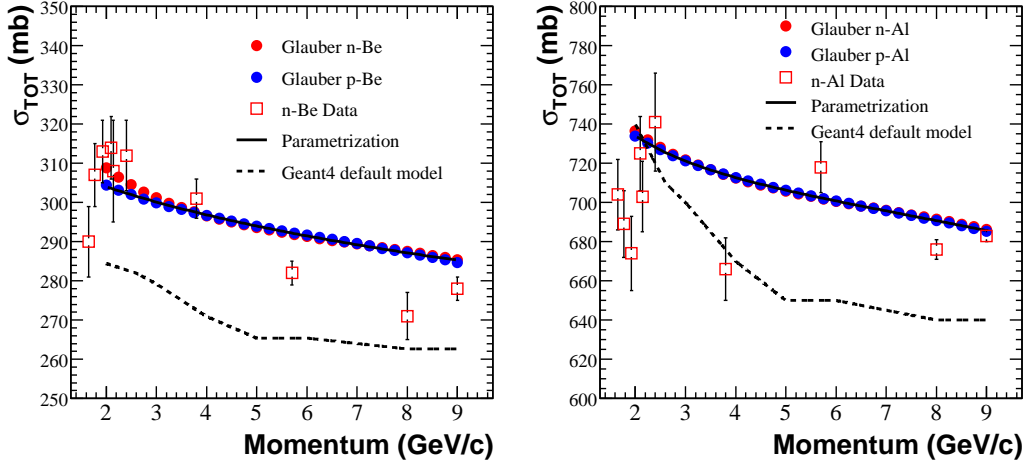 σTOT (mb)
350
340
330
320
310
300
290
280
270
260
250
Glauber n-Be
Glauber p-Be
n-Be Data
Parametrization
Geant4 default model
2 3 4 5 6 7 8 9
Momentum (GeV/c)
σTOT (mb)
800
780
760
740
720
700
680
660
640
620
600
Glauber n-Al
Glauber p-Al
n-Al Data
Parametrization
Geant4 default model
2 3 4 5 6 7 8 9
Momentum (GeV/c)